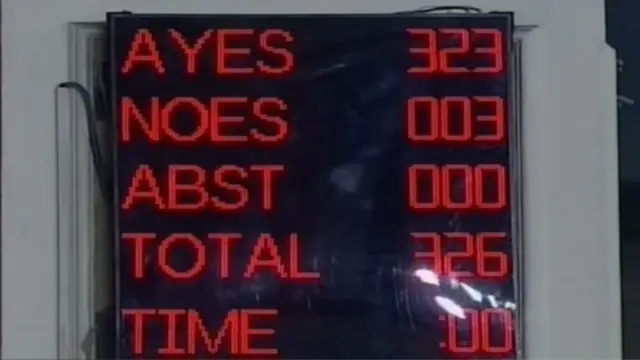 AYES 323
NOES 003
ABST 000
TOTAL 326
TIME :00